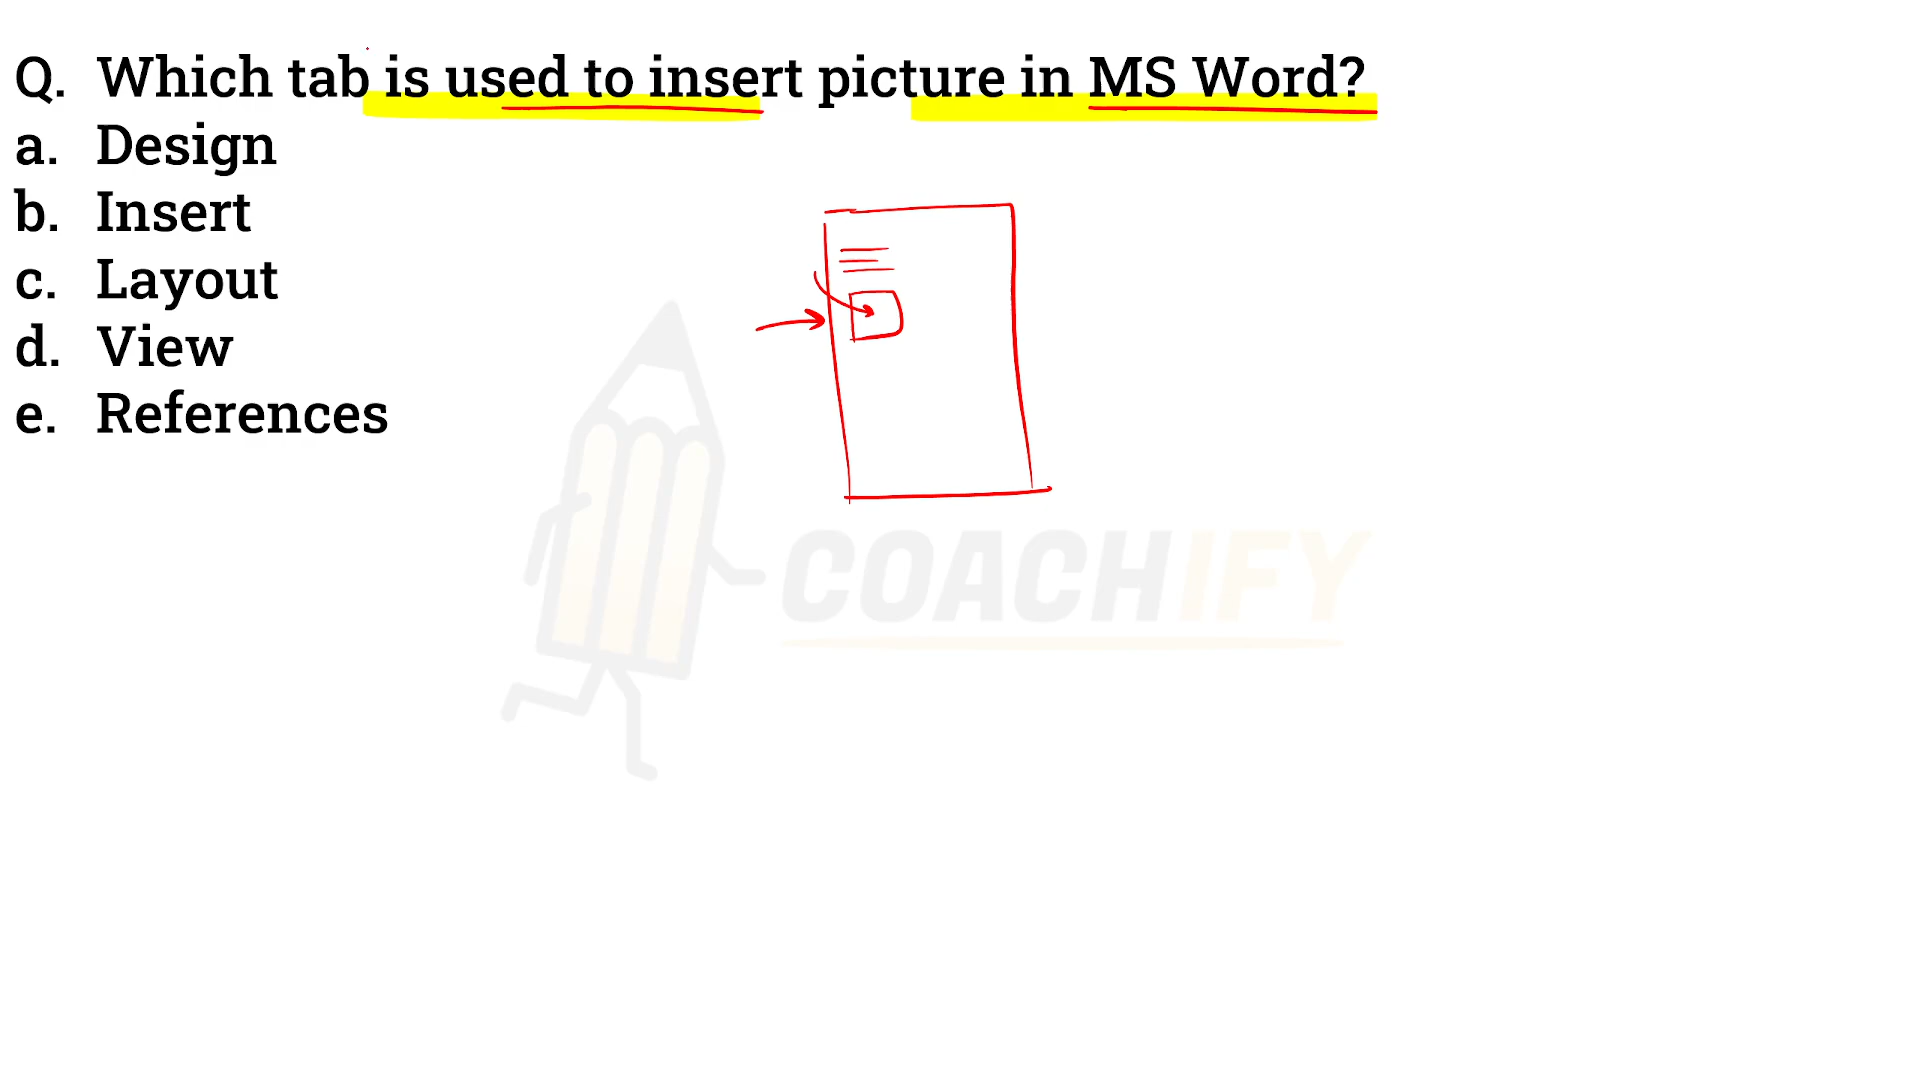 Q. Which tab is used to insert picture in MS Word?
a. Design
b. Insert
c. Layout
d. View
e. References
COACHIFY